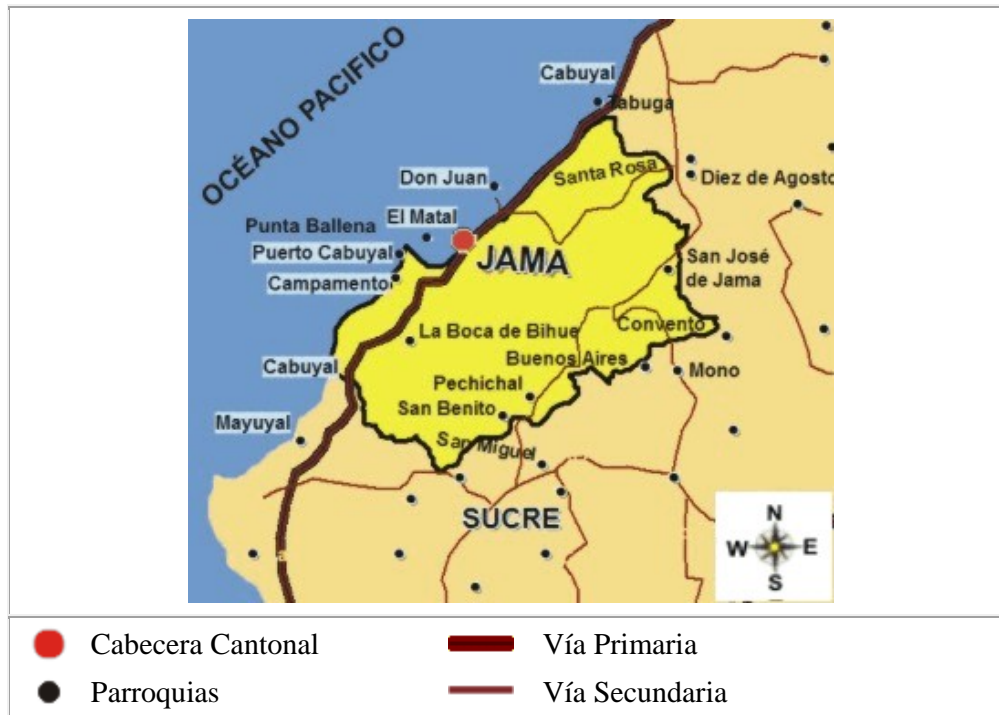 OCÉANO PACIFICO
Cabuyal
Tabuga
Santa Rosa
Don Juan
Diez de Agosto
El Matal
Punta Ballena
Puerto Cabuyal
JAMA
San José
de Jama
Campamento
La Boca de Bihue
Convento
Buenos Aires
Cabuyal
Mono
Pechichal
San Benito
Mayuyal
San Miguel
SUCRE
N
W E
S
Cabecera Cantonal
Vía Primaria
Parroquias
Vía Secundaria